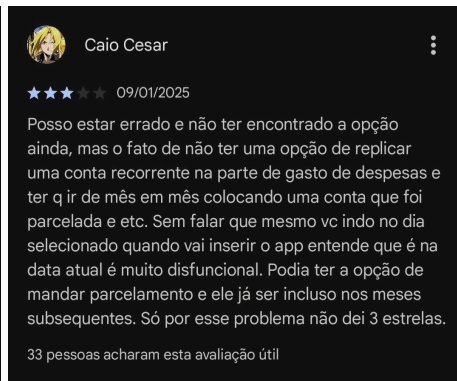 Caio Cesar
09/01/2025
Posso estar errado e não ter encontrado a opção
ainda, mas o fato de não ter uma opção de replicar
uma conta recorrente na parte de gasto de despesas e
ter q ir de mês em mês colocando uma conta que foi
parcelada e etc. Sem falar que mesmo vc indo no dia
selecionado quando vai inserir o app entende que é na
data atual é muito disfuncional. Podia ter a opção de
mandar parcelamento e ele já ser incluso nos meses
subsequentes. Só por esse problema não dei 3 estrelas.
33 pessoas acharam esta avaliação útil